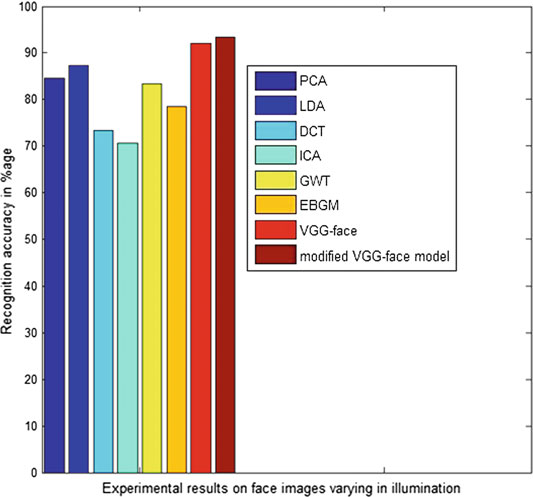 100
90
80
70
60
50
40
30
20
10
0
Recognition accuracy in %age
PCA
LDA
DCT
ICA
GWT
EBGM
VGG-face
modified VGG-face model
Experimental results on face images varying in illumination